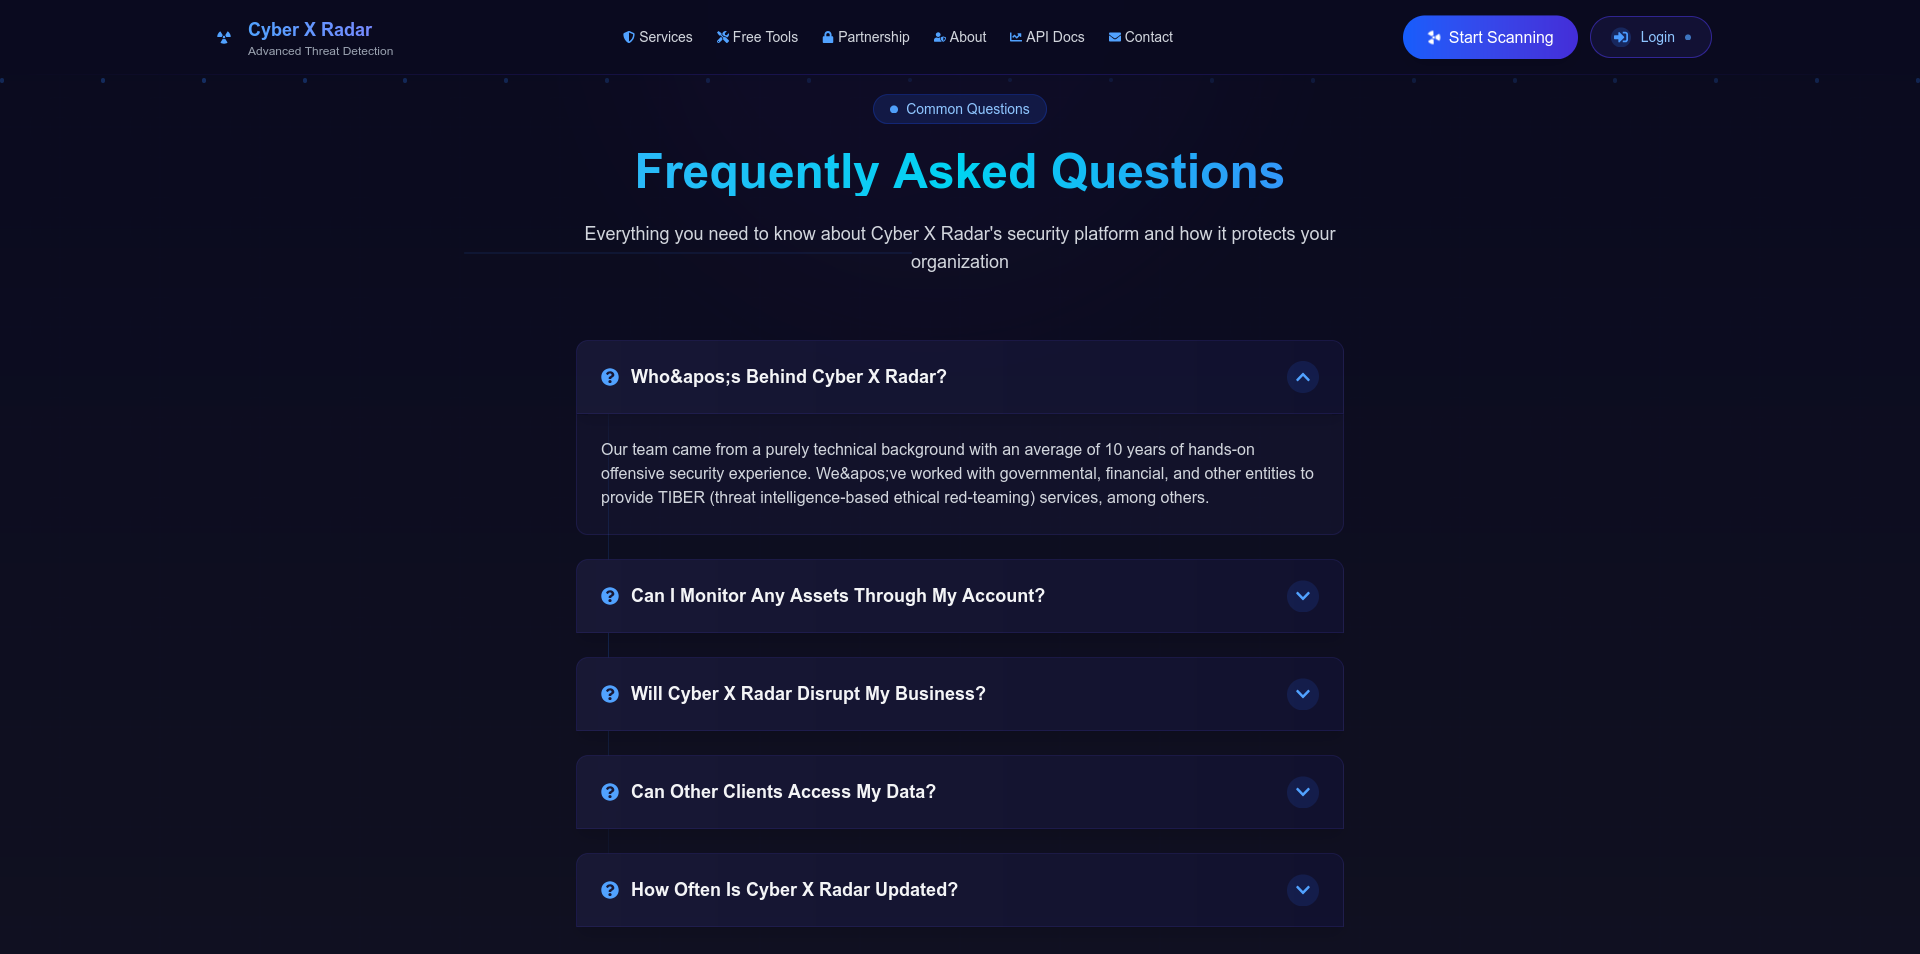 Cyber X Radar
Advanced Threat Detection
Services
Free Tools
Partnership
About
API Docs
Contact
Start Scanning
Login
Common Questions
Frequently Asked Questions
Everything you need to know about Cyber X Radar's security platform and how it protects your
organization
Who&apos;s Behind Cyber X Radar?
Our team came from a purely technical background with an average of 10 years of hands-on
offensive security experience. We&apos;ve worked with governmental, financial, and other entities to
provide TIBER (threat intelligence-based ethical red-teaming) services, among others.
Can I Monitor Any Assets Through My Account?
Will Cyber X Radar Disrupt My Business?
Can Other Clients Access My Data?
How Often Is Cyber X Radar Updated?